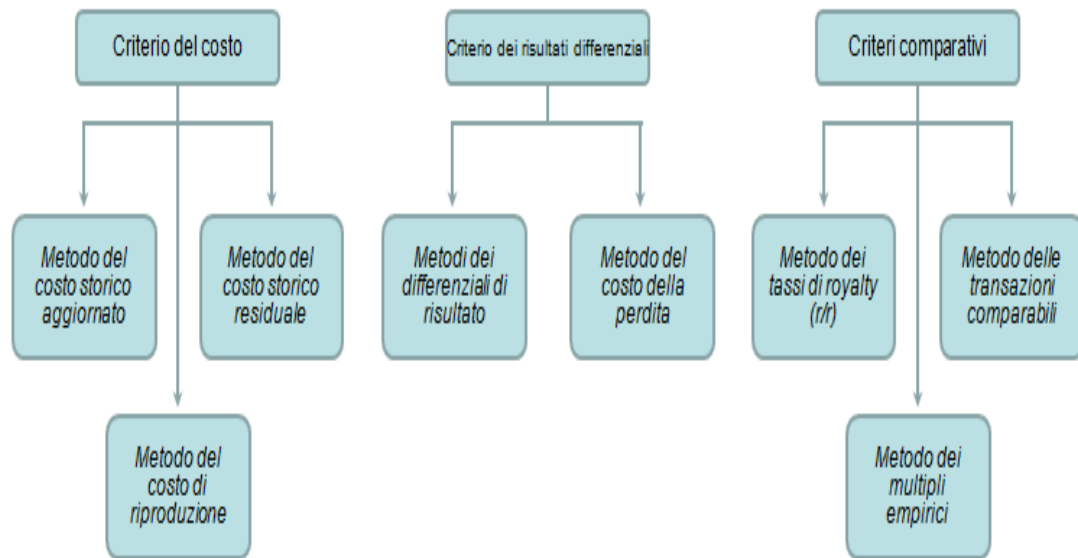 Criterio del costo
Criterio dei risultati differenziali
Criteri comparativi
Metodo del
costo storico
aggiornato
Metodo del
costo storico
residuale
Metodi dei
differenziali di
risultato
Metodo del
costo della
perdita
Metodo dei
tassi di royalty
(r/r)
Metodo delle
transazioni
comparabili
Metodo del
costo di
riproduzione
Metodo dei
multipli
empirici